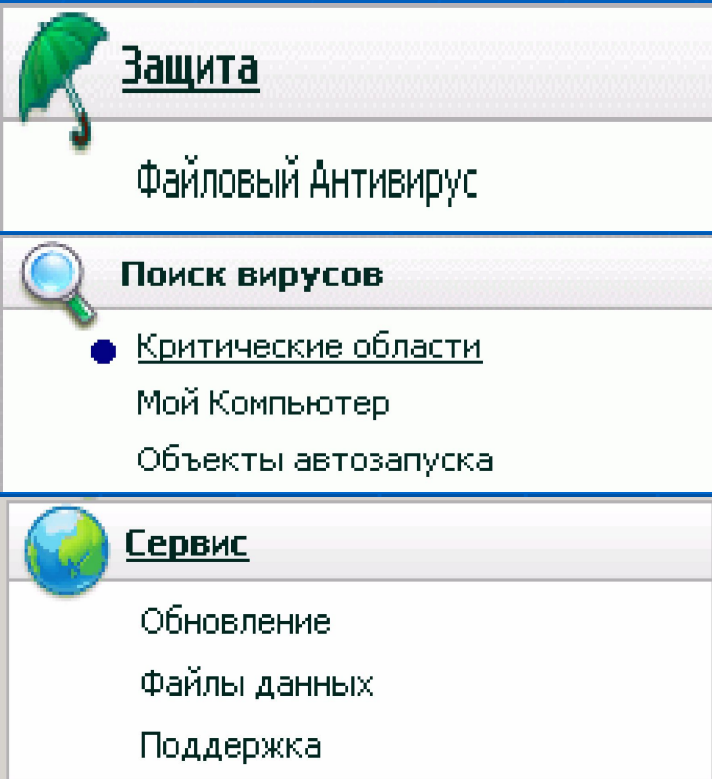 Защита
Файловый Антивирус
Поиск вирусов
Критические области
Мой Компьютер
Объекты автозапуска
Сервис
Обновление
Файлы данных
Поддержка